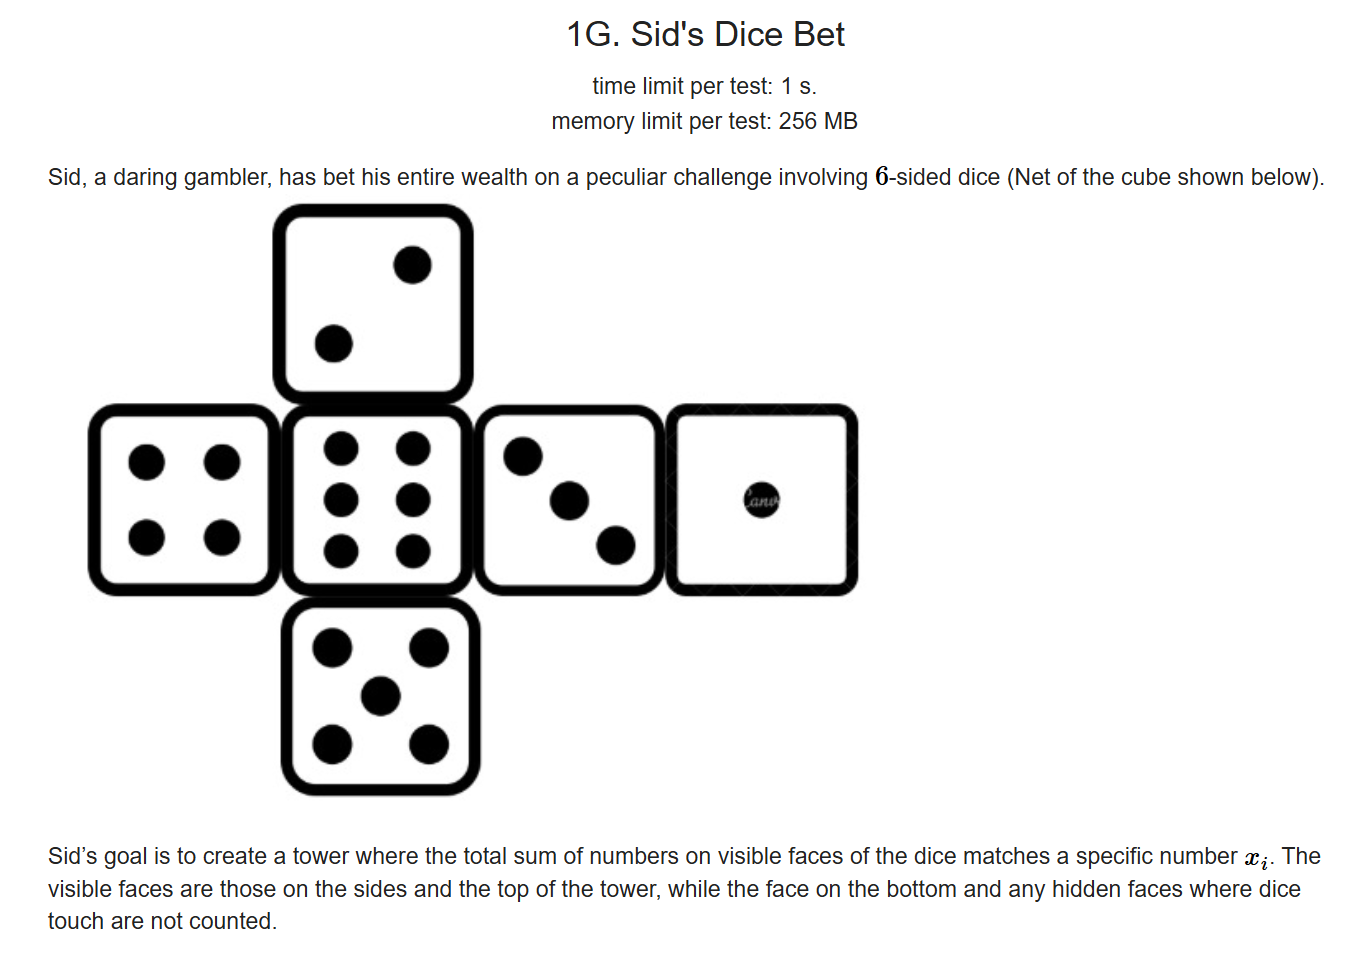 1G. Sid's Dice Bet
time limit per test: 1 s.
memory limit per test: 256 MB
Sid, a daring gambler, has bet his entire wealth on a peculiar challenge involving 6-sided dice (Net of the cube shown below).
Canv
Sid’s goal is to create a tower where the total sum of numbers on visible faces of the dice matches a specific number x_i. The
visible faces are those on the sides and the top of the tower, while the face on the bottom and any hidden faces where dice
touch are not counted.